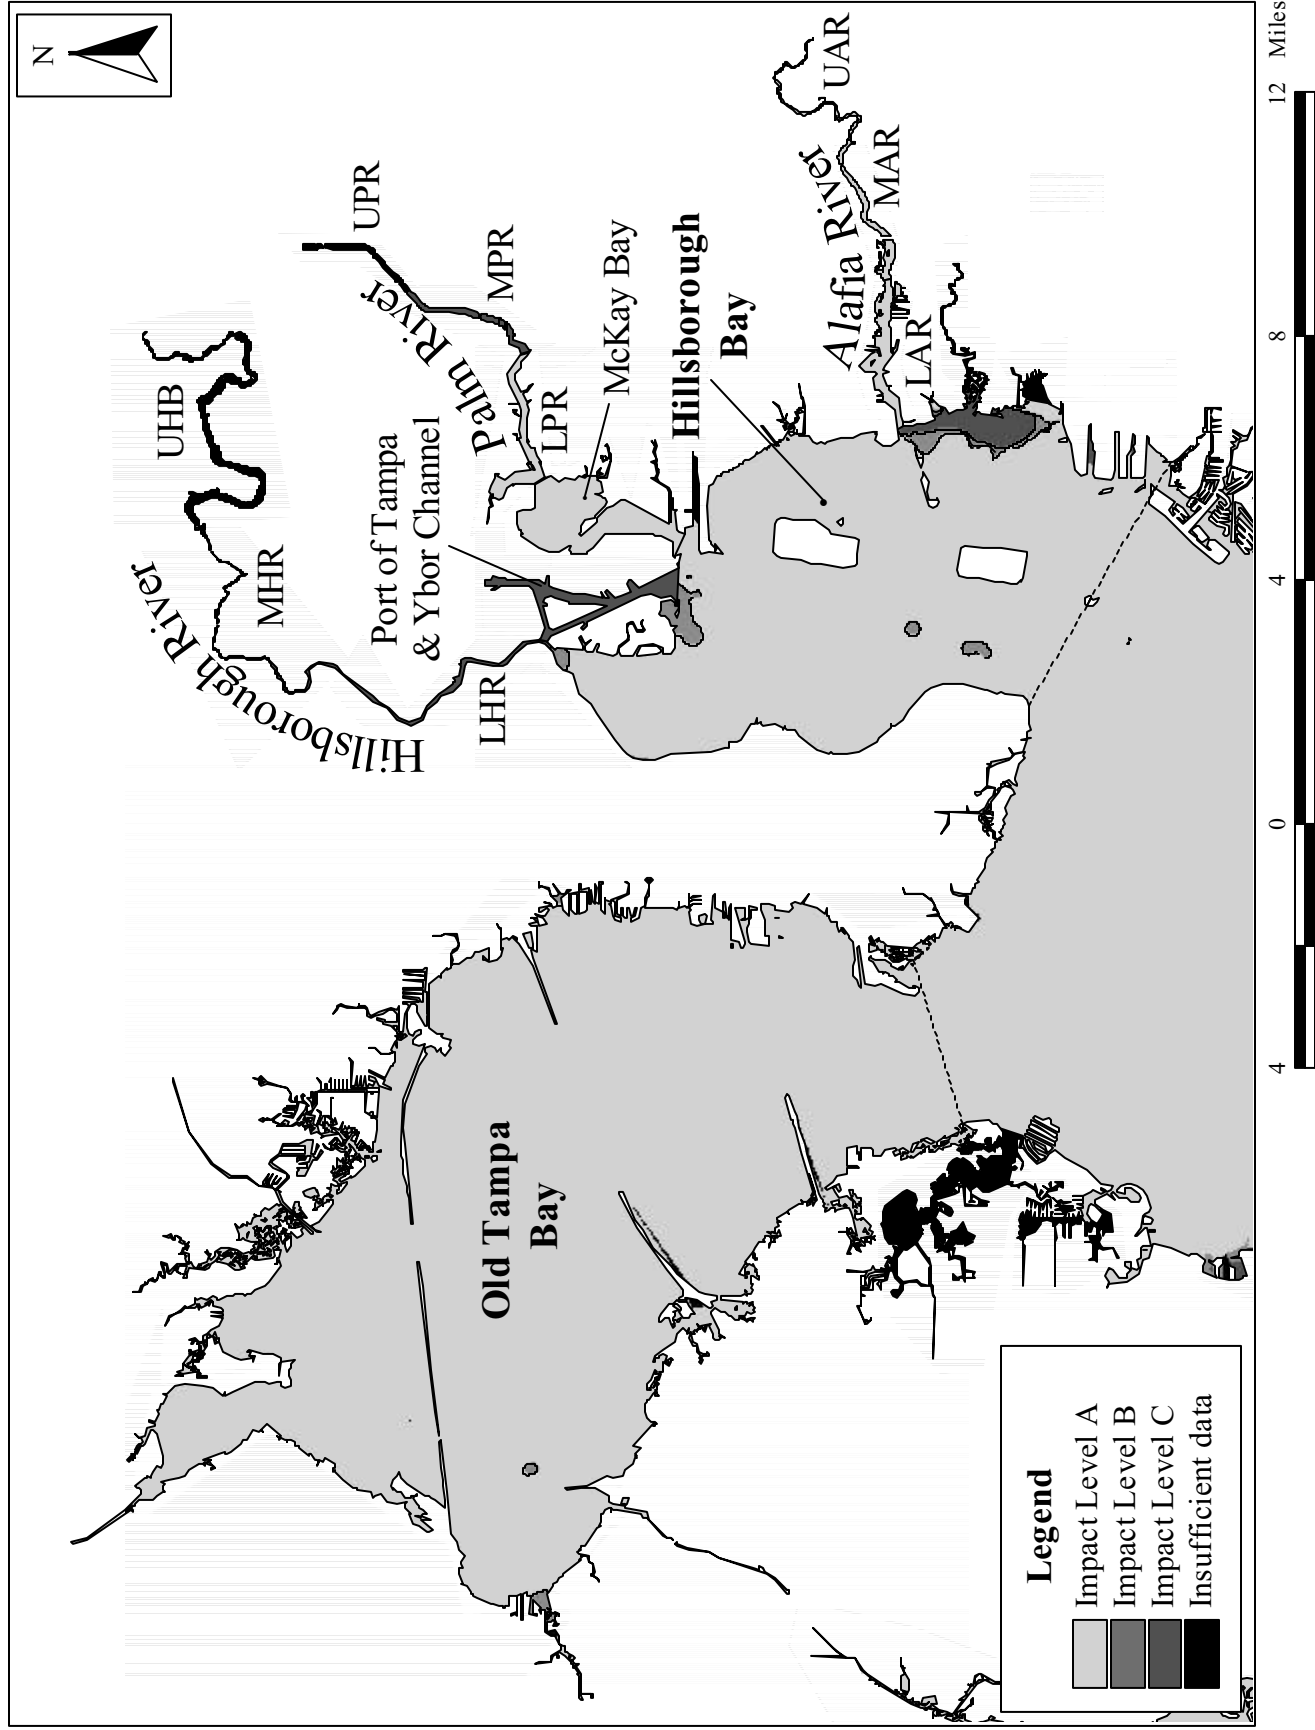 N
Hillsborough River
UHB
MHR
LHR
Port of Tampa
& Ybor Channel
Palm River
UPR
MPR
LPR
McKay Bay
Hillsborough
Bay
Alafia River
UAR
MAR
LAR
Old Tampa
Bay
Legend
Impact Level A
Impact Level B
Impact Level C
Insufficient data
4 0 4 8 12 Miles